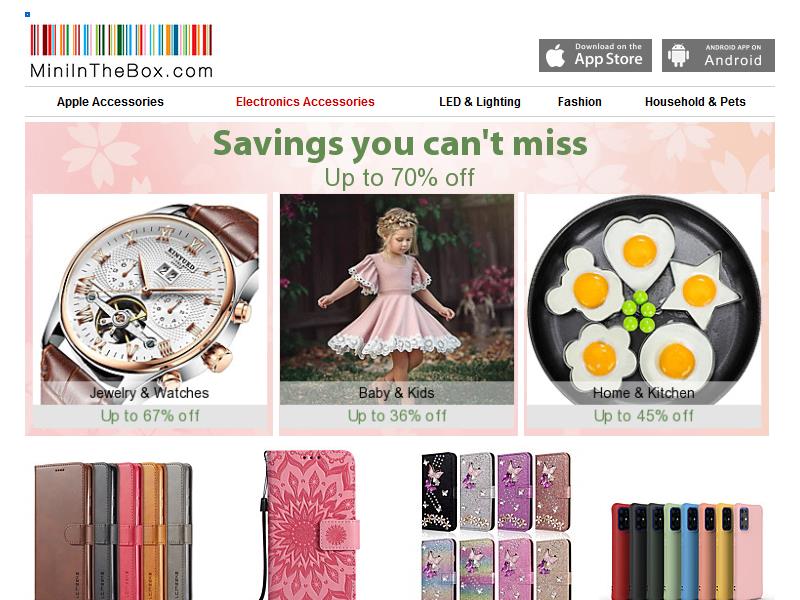 MiniInTheBox.com
Download on the
App Store
ANDROID APP ON
Android
Apple Accessories
Electronics Accessories
LED & Lighting
Fashion
Household & Pets
Savings you can't miss
Up to 70% off
KINYUED
Jewelry & Watches
Up to 67% off
Baby & Kids
Up to 36% off
Home & Kitchen
Up to 45% off